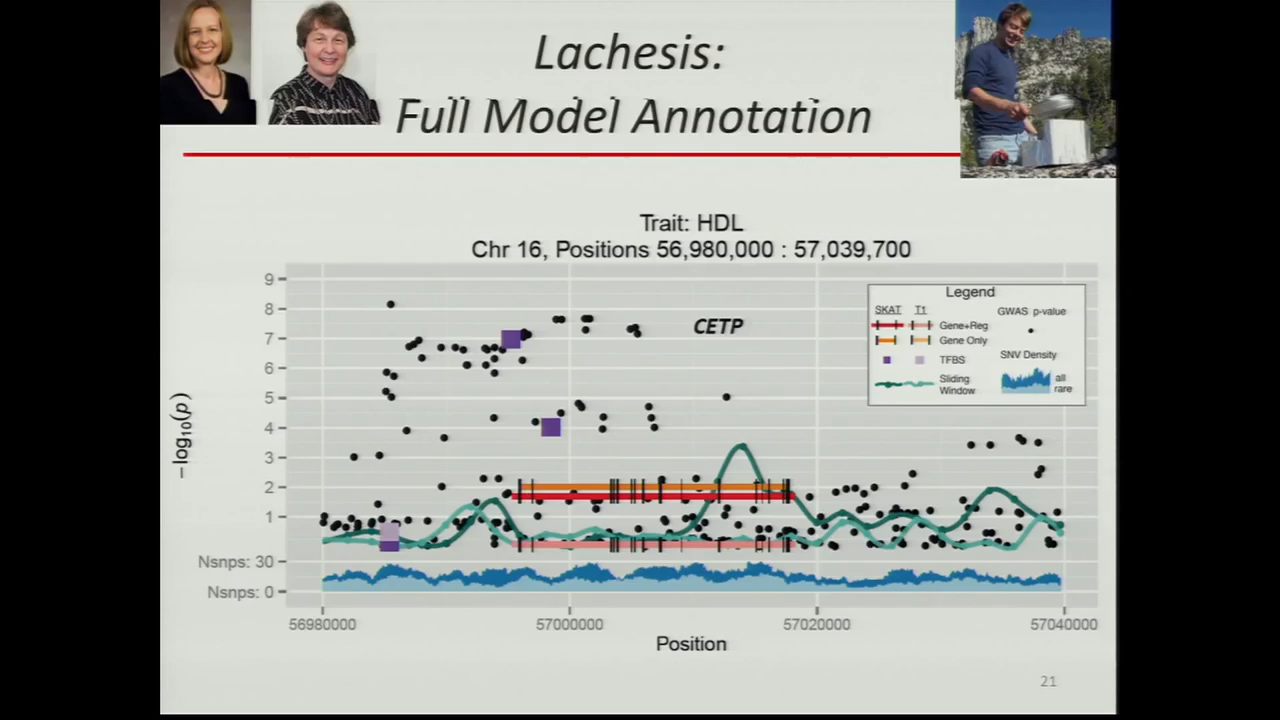 Lachesis:
Full Model Annotation
Trait: HDL
Chr 16, Positions 56,980,000 : 57,039,700
9
8
7
6
5
4
3
2
1
Nsnps: 30
Nsnps: 0
−log10(p)
CETP
Legend
SKAT T1
Gene+Reg
Gene Only
TFBS
Sliding
Window
GWAS p-value
SNV Density
all
rare
56980000 57000000 57020000 57040000
Position
21